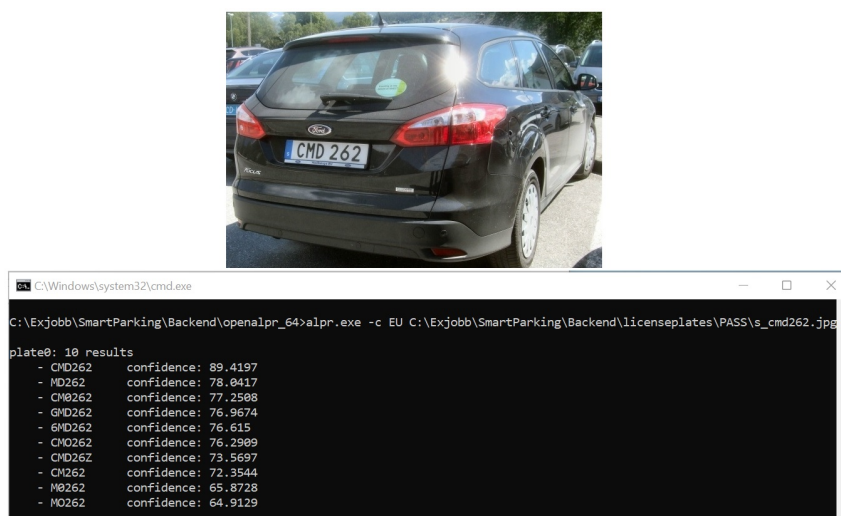 Ford
S CMD 262
FOCUS
C:\Windows\system32\cmd.exe
C:\Exjobb\SmartParking\Backend\openalpr_64>alpr.exe -c EU C:\Exjobb\SmartParking\Backend\licenseplates\PASS\s_cmd262.jpg
plate0: 10 results
- CMD262 confidence: 89.4197
- MD262 confidence: 78.0417
- CM0262 confidence: 77.2508
- GMD262 confidence: 76.9674
- 6MD262 confidence: 76.615
- CMO262 confidence: 76.2909
- CMD26Z confidence: 73.5697
- CM262 confidence: 72.3544
- M0262 confidence: 65.8728
- MO262 confidence: 64.9129